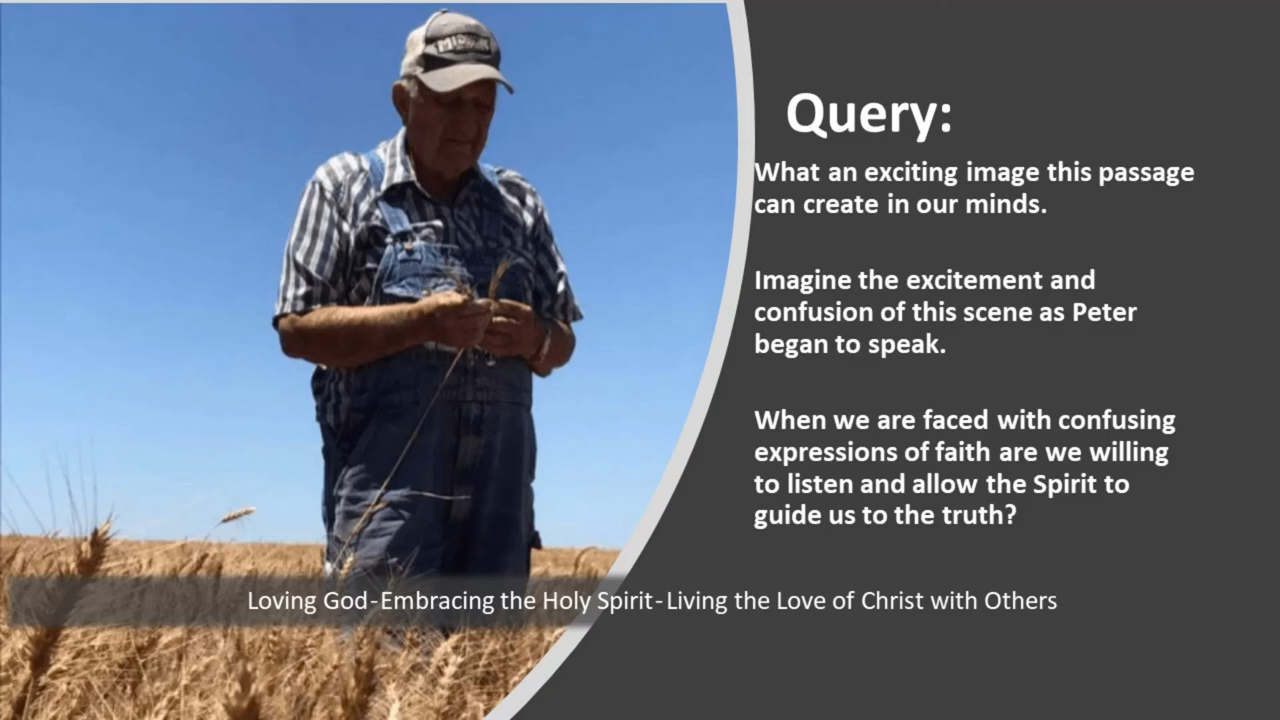 Query:
What an exciting image this passage
can create in our minds.
Imagine the excitement and
confusion of this scene as Peter
began to speak.
When we are faced with confusing
expressions of faith are we willing
to listen and allow the Spirit to
guide us to the truth?
Loving God-Embracing the Holy Spirit-Living the Love of Christ with Others